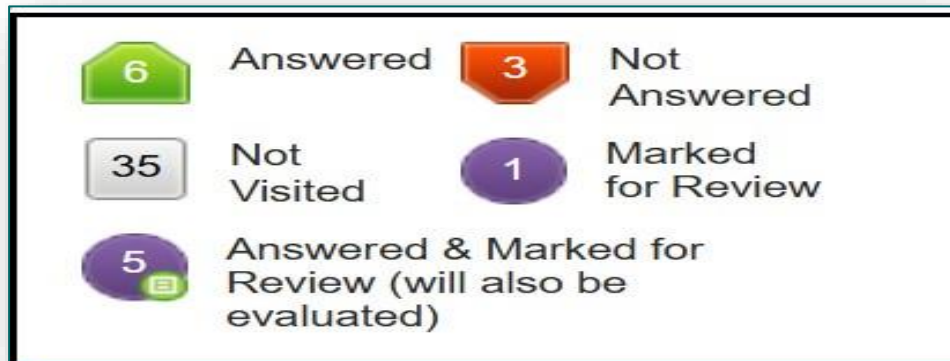 6 Answered 3 Not
Answered
35 Not
Visited 1 Marked
for Review
5 Answered & Marked for
Review (will also be
evaluated)